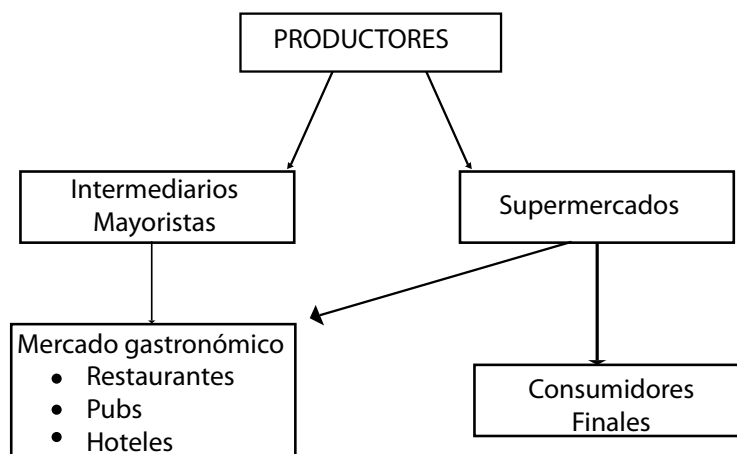 PRODUCTORES
Intermediarios
Mayoristas
Supermercados
Mercado gastronómico
• Restaurantes
• Pubs
• Hoteles
Consumidores
Finales